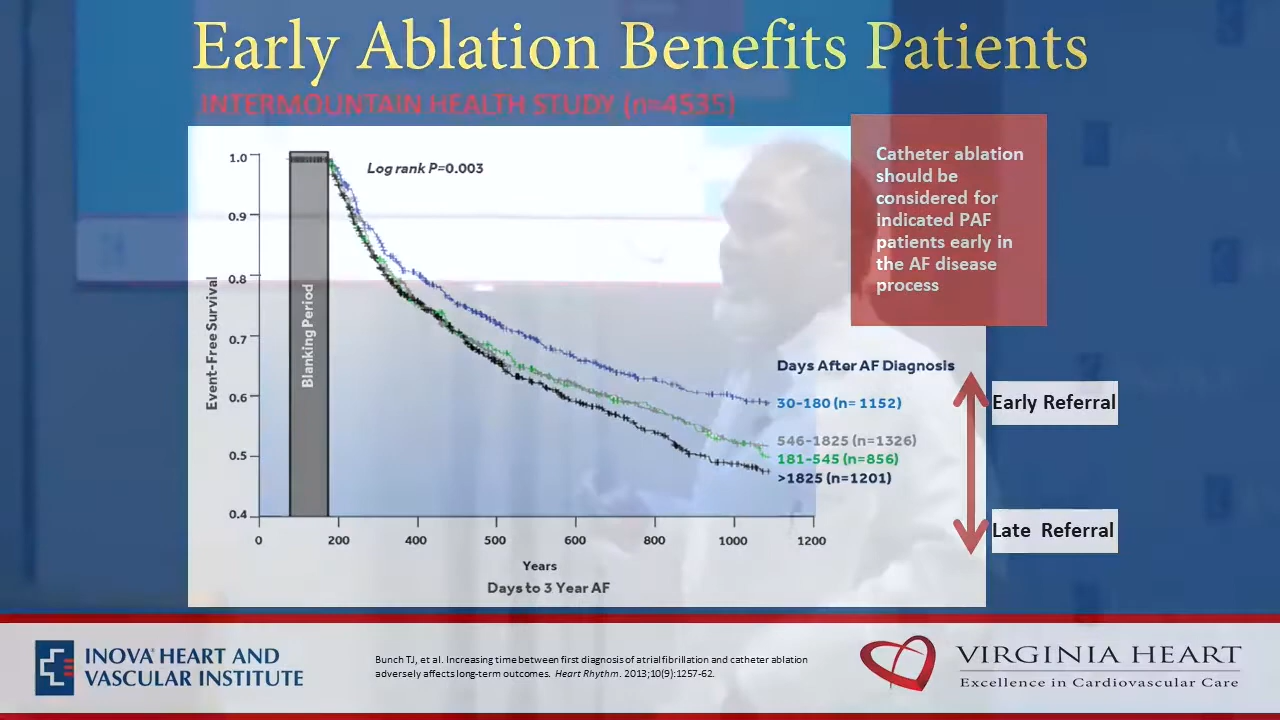 Early Ablation Benefits Patients
INTERMOUNTAIN HEALTH STUDY (n=4535)
Catheter ablation
should be
considered for
indicated PAF
patients early in
the AF disease
process
Log rank P=0.003
1.0
0.9
0.8
0.7
0.6
0.5
0.4
Event-Free Survival
Blanking Period
Days After AF Diagnosis
30-180 (n= 1152)
546-1825 (n=1326)
181-545 (n=856)
>1825 (n=1201)
Early Referral
Late Referral
0 200 400 500 600 800 1000 1200
Years
Days to 3 Year AF
INOVA® HEART AND
VASCULAR INSTITUTE
Bunch TJ, et al. Increasing time between first diagnosis of atrial fibrillation and catheter ablation
adversely affects long-term outcomes. Heart Rhythm. 2013;10(9):1257-62.
VIRGINIA HEART
Excellence in Cardiovascular Care